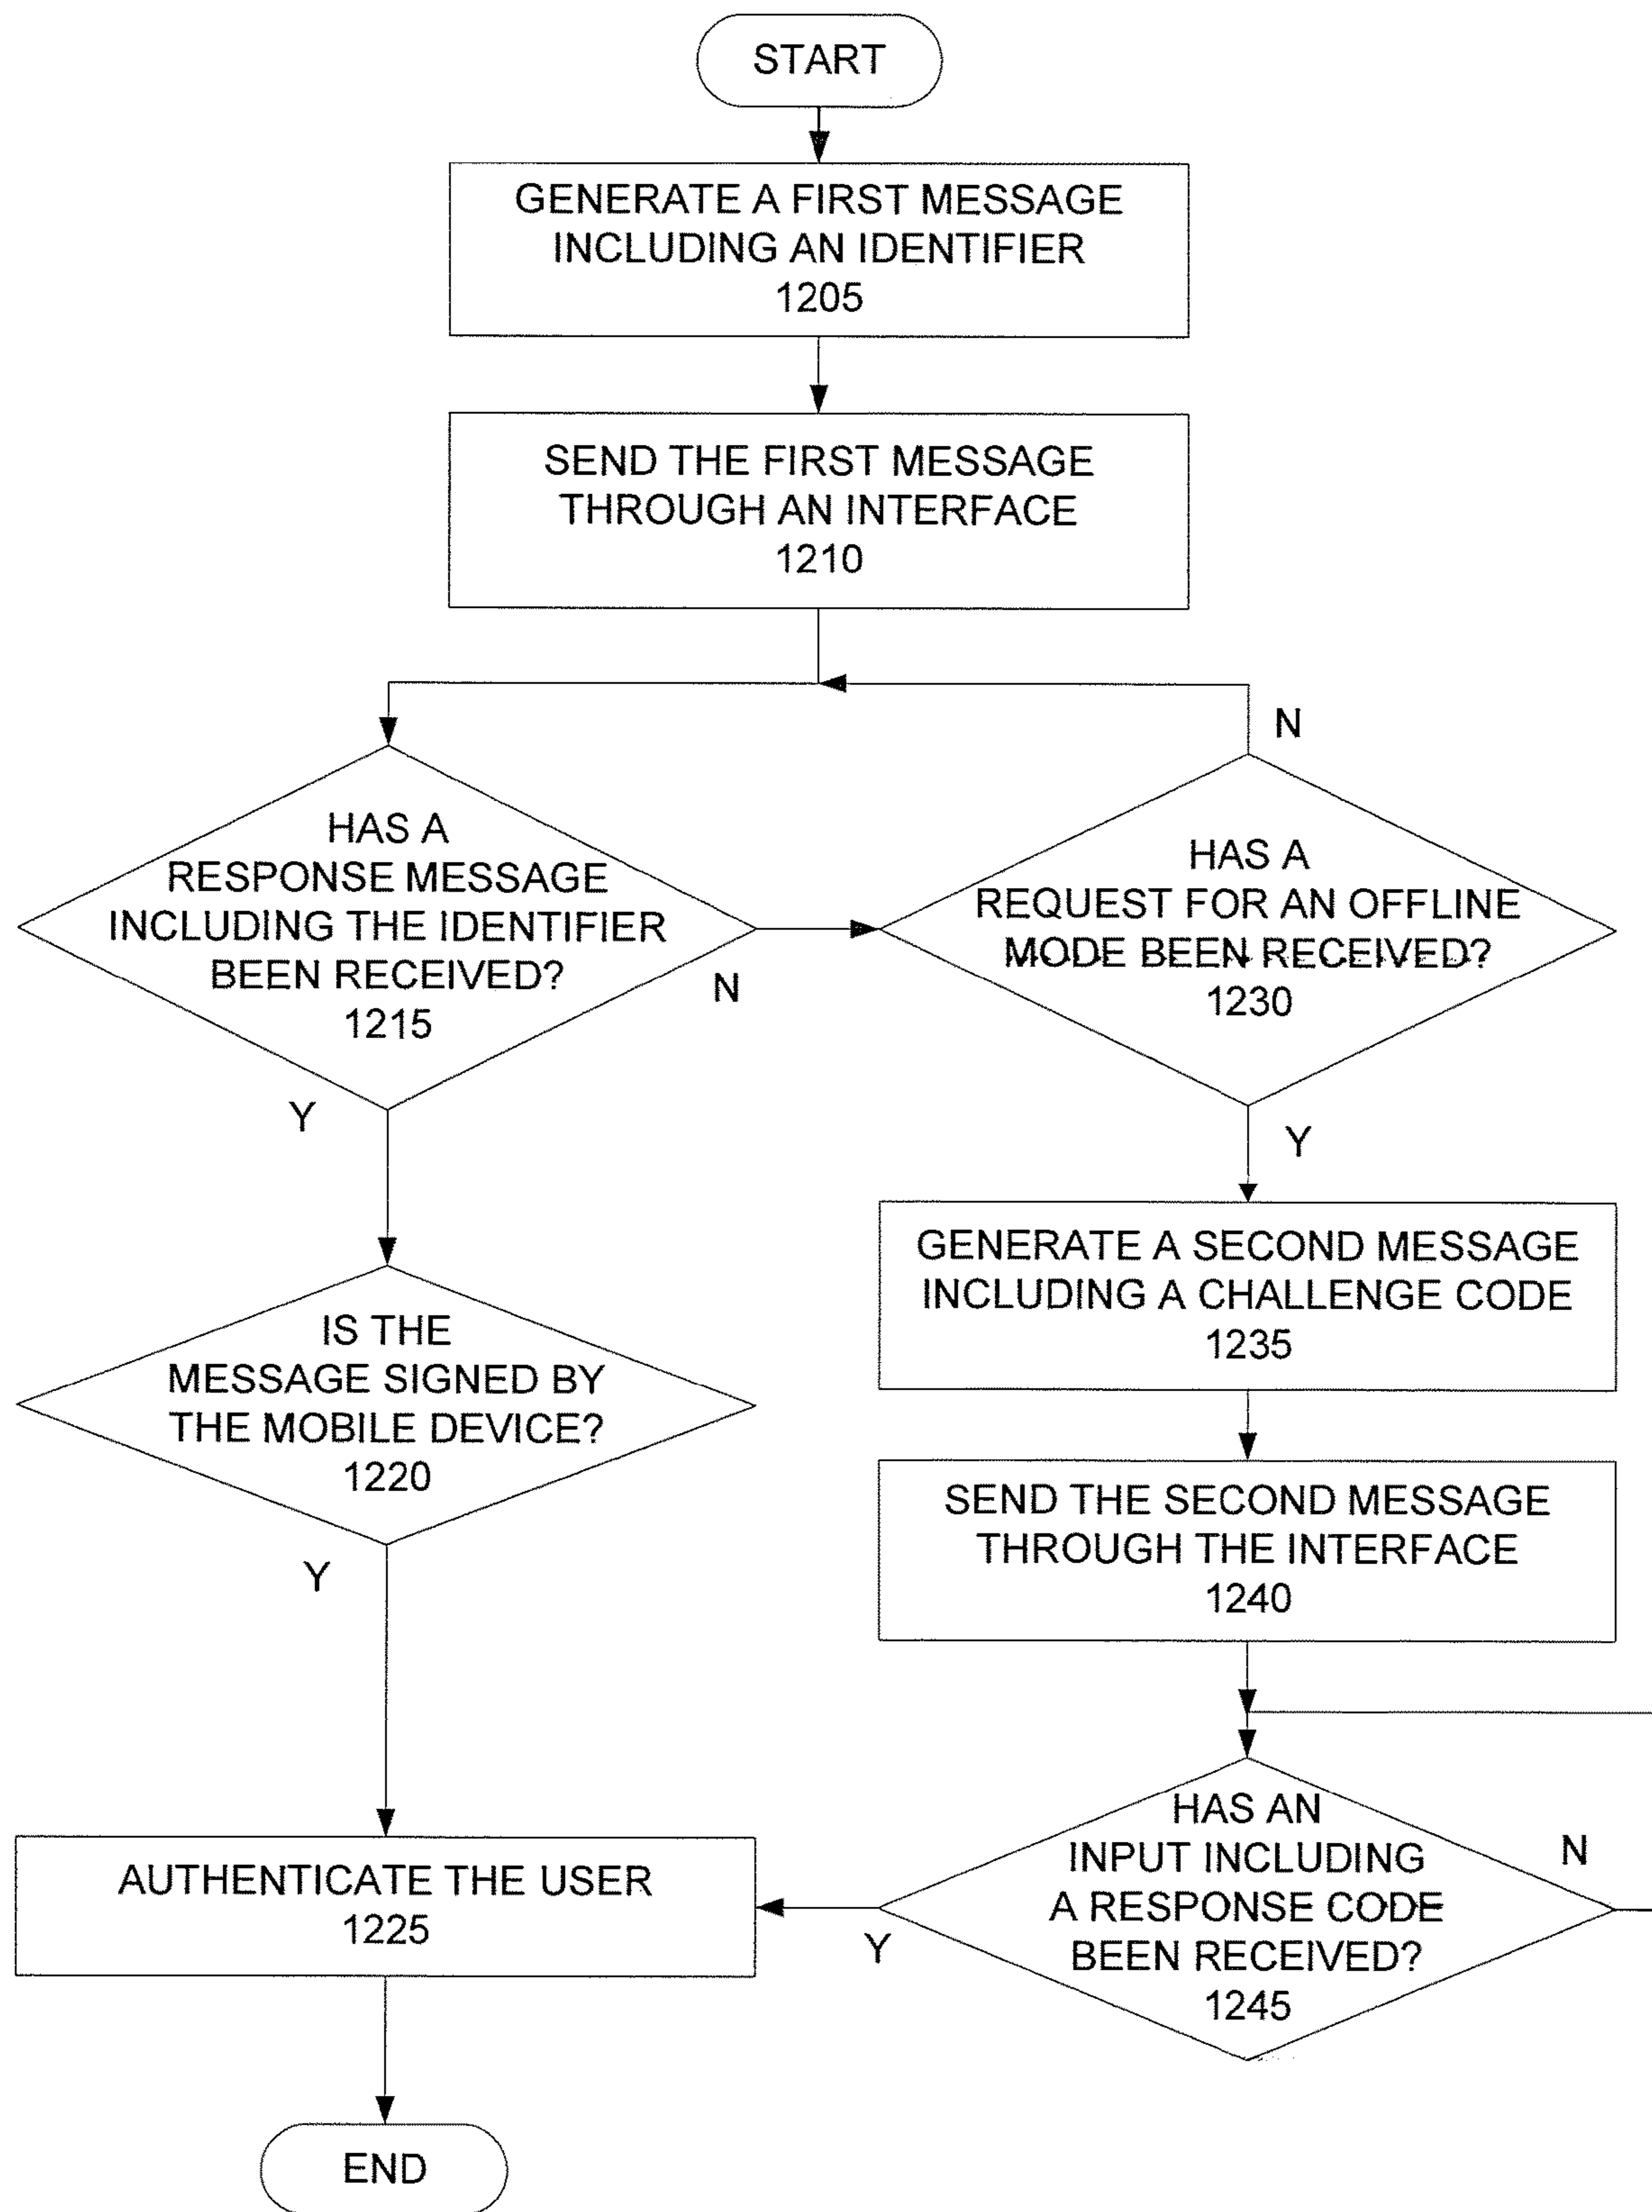 START
GENERATE A FIRST MESSAGE
INCLUDING AN IDENTIFIER
1205
SEND THE FIRST MESSAGE
THROUGH AN INTERFACE
1210
HAS A
RESPONSE MESSAGE
INCLUDING THE IDENTIFIER
BEEN RECEIVED?
1215
N
Y
N
HAS A
REQUEST FOR AN OFFLINE
MODE BEEN RECEIVED?
1230
Y
IS THE
MESSAGE SIGNED BY
THE MOBILE DEVICE?
1220
Y
GENERATE A SECOND MESSAGE
INCLUDING A CHALLENGE CODE
1235
SEND THE SECOND MESSAGE
THROUGH THE INTERFACE
1240
HAS AN
INPUT INCLUDING
A RESPONSE CODE
BEEN RECEIVED?
1245
N
Y
AUTHENTICATE THE USER
1225
END